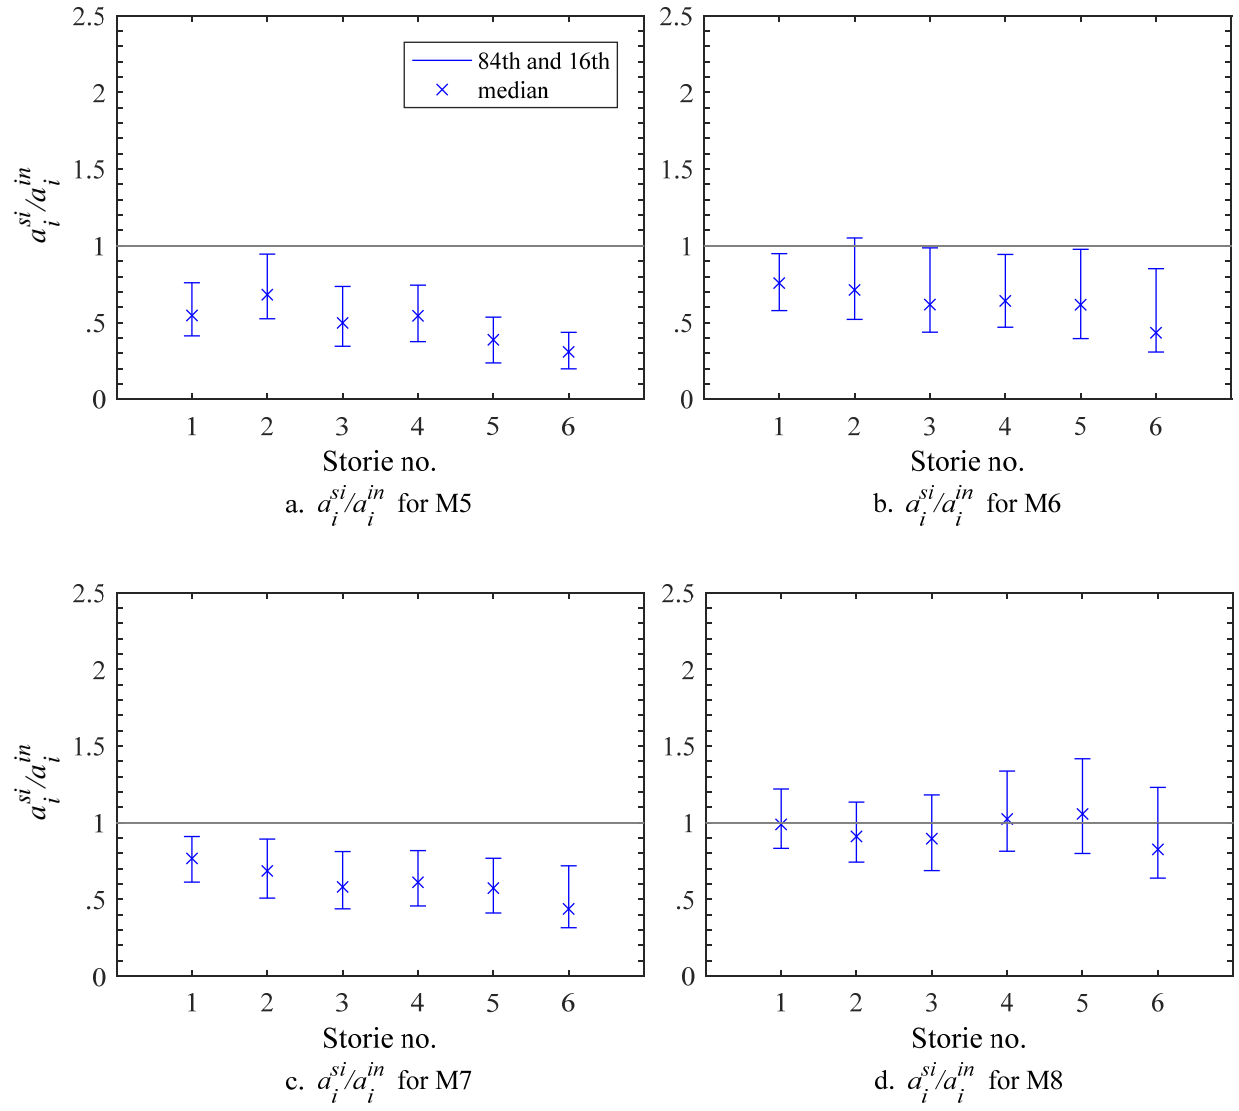 2.5
2
1.5
1
.5
0
a_i^{si}/a_i^{in}
84th and 16th
median
1 2 3 4 5 6
Storie no.
a. a_i^{si}/a_i^{in} for M5
2.5
2
1.5
1
.5
0
1 2 3 4 5 6
Storie no.
b. a_i^{si}/a_i^{in} for M6
2.5
2
1.5
1
.5
0
a_i^{si}/a_i^{in}
1 2 3 4 5 6
Storie no.
c. a_i^{si}/a_i^{in} for M7
2.5
2
1.5
1
.5
0
1 2 3 4 5 6
Storie no.
d. a_i^{si}/a_i^{in} for M8